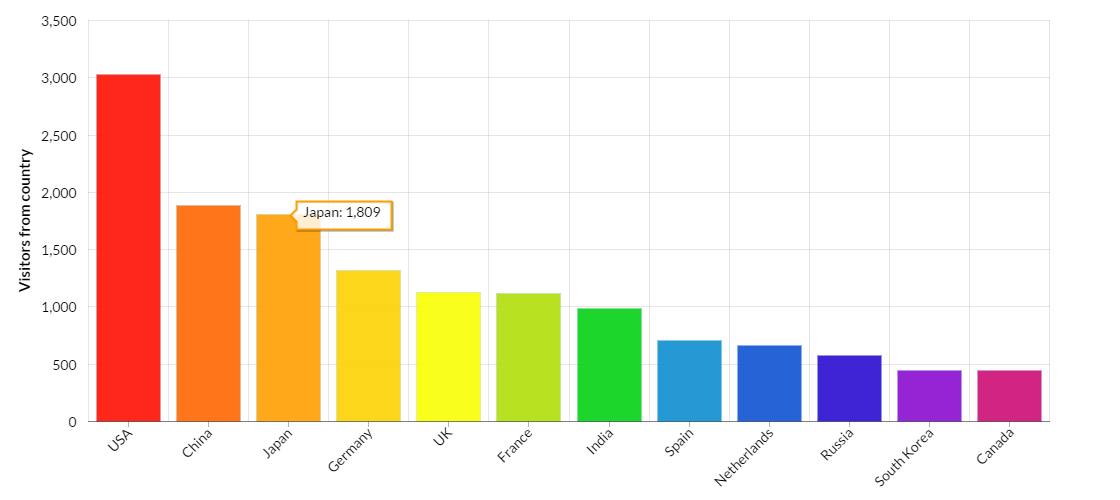 Visitors from country
3,500
3,000
2,500
2,000
1,500
1,000
500
0
Japan: 1,809
USA
China
Japan
Germany
UK
France
India
Spain
Netherlands
Russia
South Korea
Canada